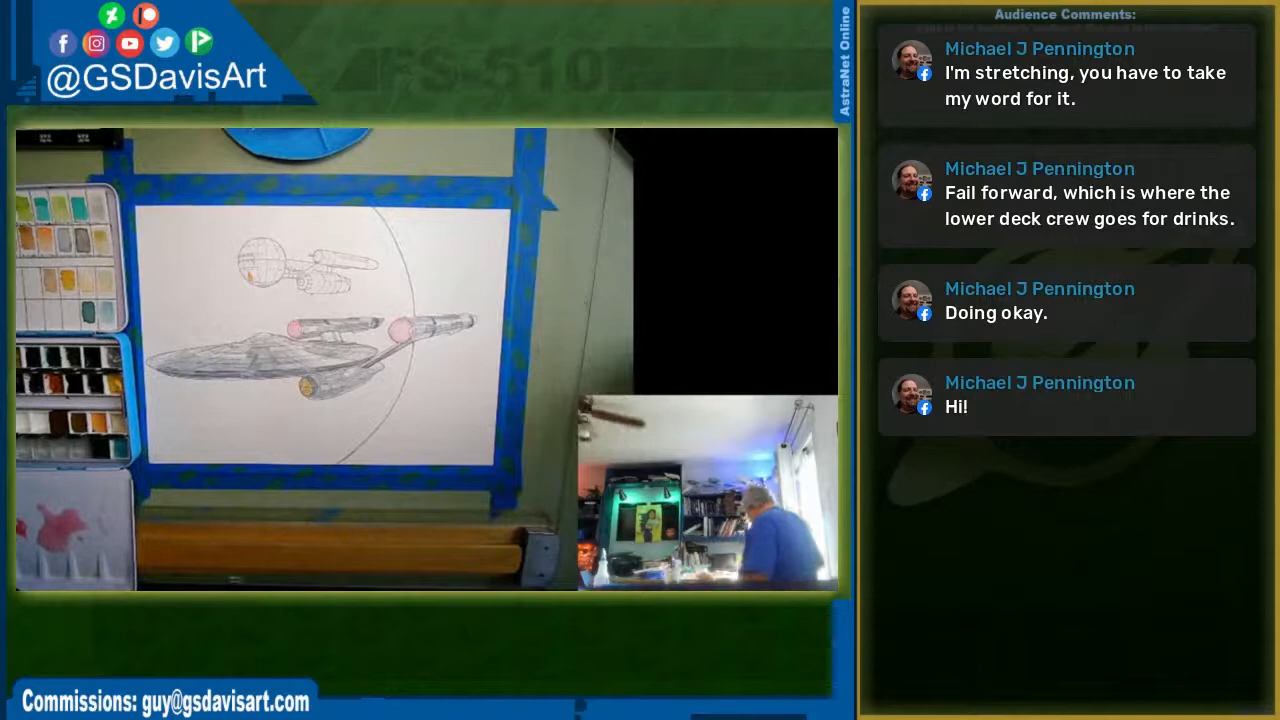 @GSDavisArt
AstraNet Online
Audience Comments:
Michael J Pennington
I'm stretching, you have to take
my word for it.
Michael J Pennington
Fail forward, which is where the
lower deck crew goes for drinks.
Michael J Pennington
Doing okay.
Michael J Pennington
Hi!
Commissions: guy@gsdavisart.com